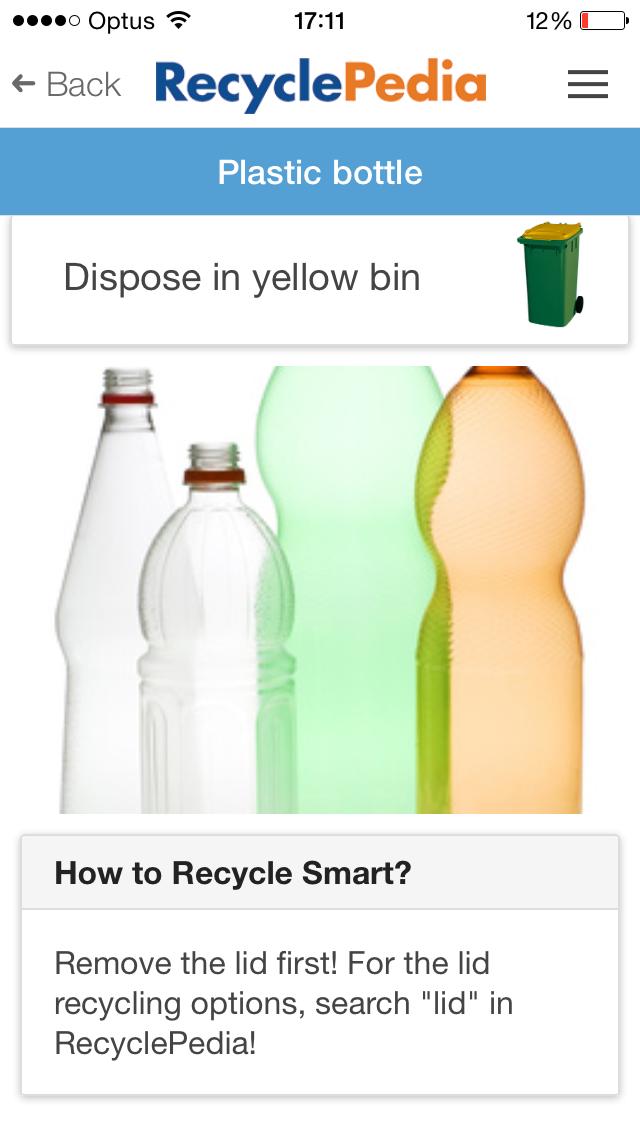 Optus 17:11 12%
Back RecyclePedia
Plastic bottle
Dispose in yellow bin
How to Recycle Smart?
Remove the lid first! For the lid
recycling options, search "lid" in
RecyclePedia!